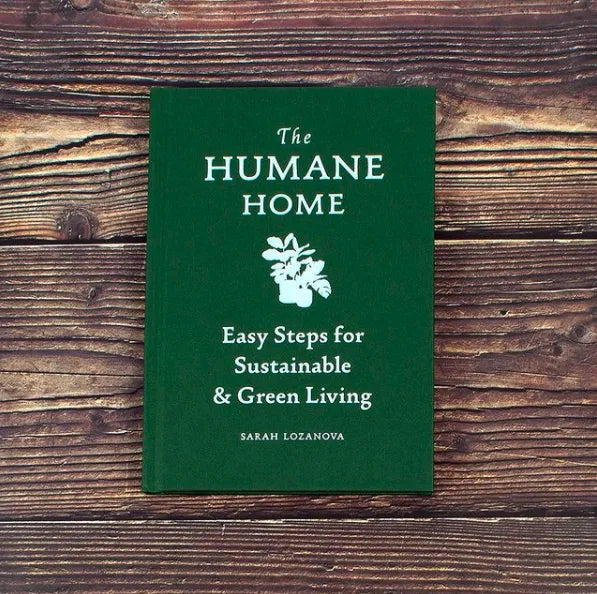 The
HUMANE
HOME
Easy Steps for
Sustainable
& Green Living
SARAH LOZANOVA